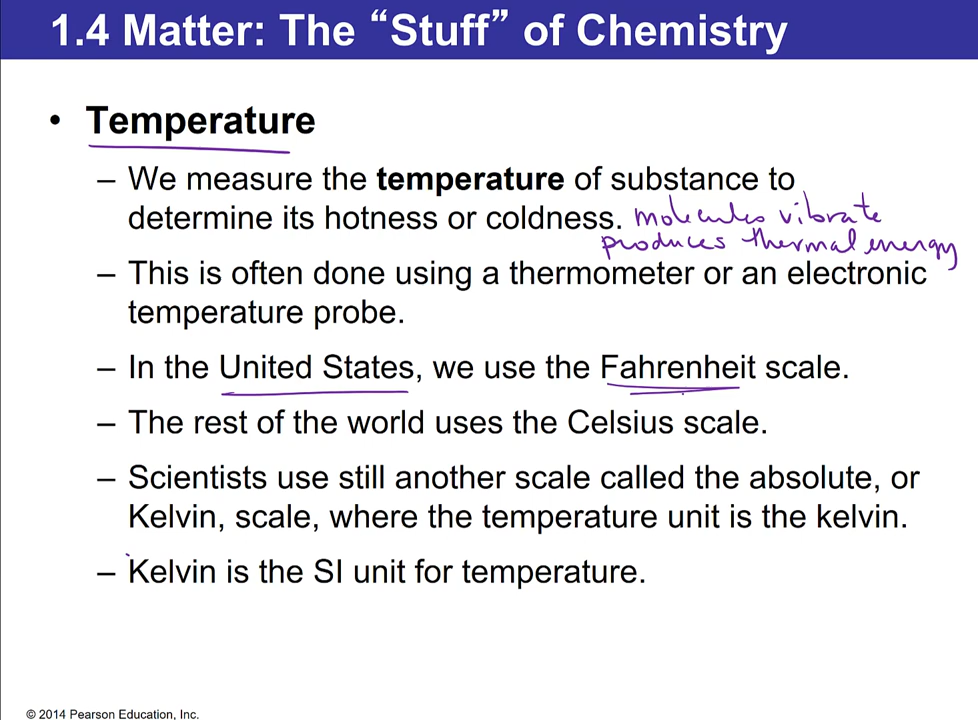 1.4 Matter: The “Stuff” of Chemistry
• Temperature
– We measure the temperature of substance to
determine its hotness or coldness. molecules vibrate
produces thermal energy
– This is often done using a thermometer or an electronic
temperature probe.
– In the United States, we use the Fahrenheit scale.
– The rest of the world uses the Celsius scale.
– Scientists use still another scale called the absolute, or
Kelvin, scale, where the temperature unit is the kelvin.
– Kelvin is the SI unit for temperature.
© 2014 Pearson Education, Inc.